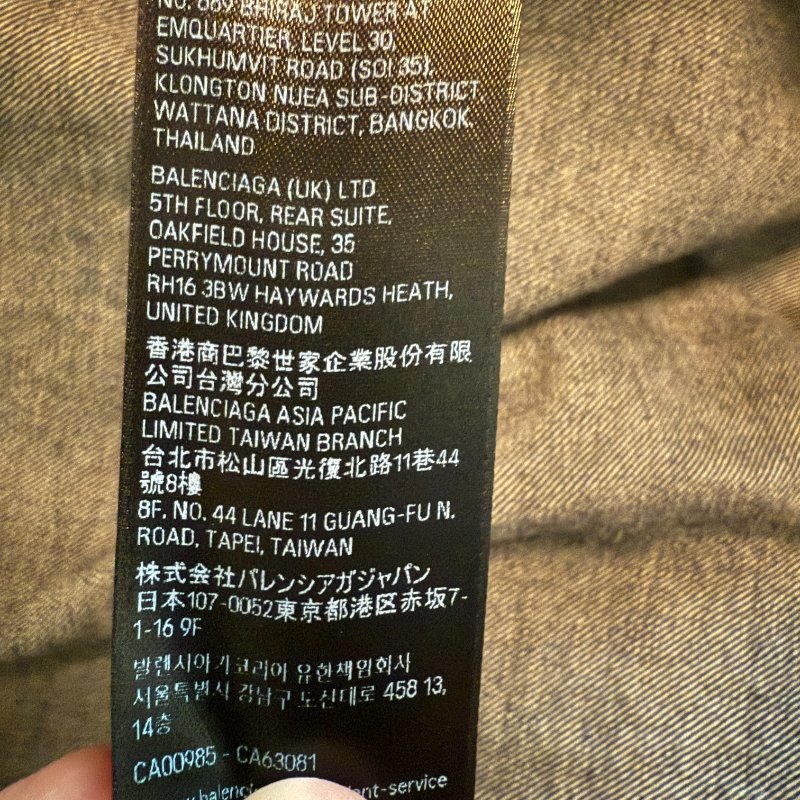 NO. 689 BHIRAJ TOWER AT
EMQUARTIER, LEVEL 30,
SUKHUMVIT ROAD (SOI 35),
KLONGTON NUEA SUB-DISTRICT,
WATTANA DISTRICT, BANGKOK,
THAILAND
BALENCIAGA (UK) LTD
5TH FLOOR, REAR SUITE,
OAKFIELD HOUSE, 35
PERRYMOUNT ROAD
RH16 3BW HAYWARDS HEATH,
UNITED KINGDOM
香港商巴黎世家企業股份有限
公司台灣分公司
BALENCIAGA ASIA PACIFIC
LIMITED TAIWAN BRANCH
台北市松山區光復北路11巷44
號8樓
8F. NO. 44 LANE 11 GUANG-FU N.
ROAD, TAPEI, TAIWAN
株式会社バレンシアガジャパン
日本107-0052東京都港区赤坂7-
1-16 9F
발렌시아가코리아 유한책임회사
서울특별시 강남구 도산대로 458 13,
14층
CA00985 - CA63081
-service